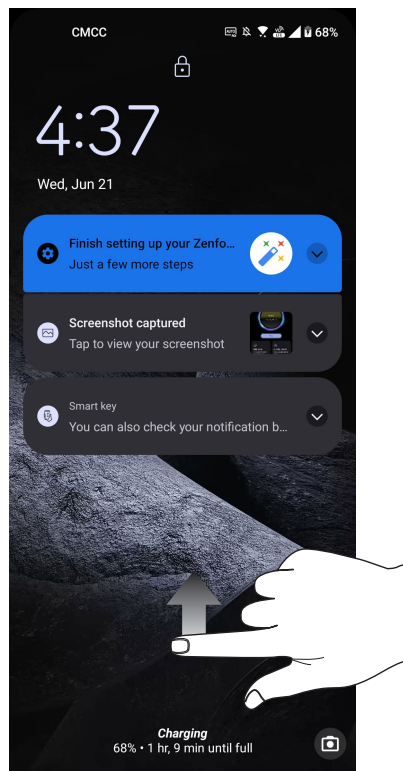 CMCC 68%
4:37
Wed, Jun 21
Finish setting up your Zenfo...
Just a few more steps
Screenshot captured
Tap to view your screenshot
Smart key
You can also check your notification b...
Charging
68% • 1 hr, 9 min until full